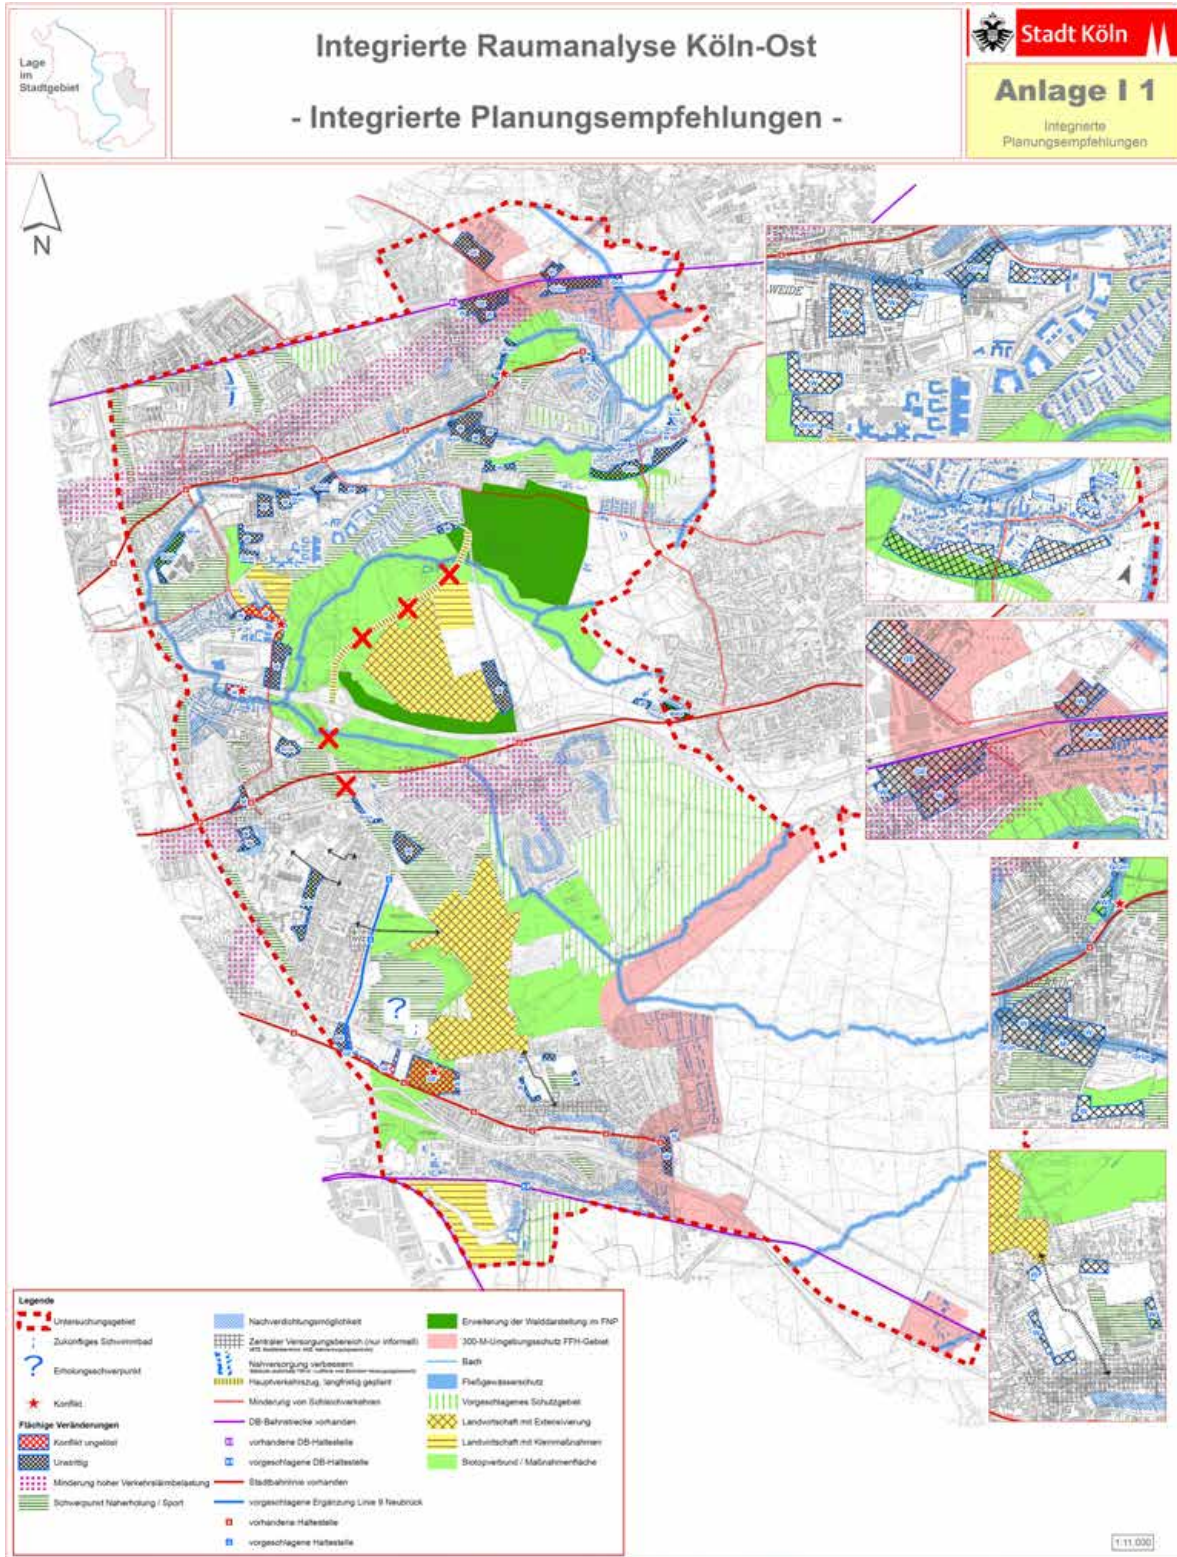 Lage
im
Stadtgebiet
Integrierte Raumanalyse Köln-Ost
- Integrierte Planungsempfehlungen -
Stadt Köln
Anlage I 1
Integrierte
Planungsempfehlungen
N
WEIDE
?
Legende
Untersuchungsgebiet
Zukünftiges Schwimmbad
? Erholungsschwerpunkt
Konflikt
Flächige Veränderungen
Konflikt ungelöst
Unstrittig
Minderung hoher Verkehrslärmbelastung
Schwerpunkt Naherholung / Sport
Nachverdichtungsmöglichkeit
Zentraler Versorgungsbereich (nur informell)
Nahversorgung verbessern
Hauptverkehrszug, langfristig geplant
Minderung von Schleichverkehren
DB-Bahnstrecke vorhanden
vorhandene DB-Haltestelle
vorgeschlagene DB-Haltestelle
Stadtbahnlinie vorhanden
vorgeschlagene Ergänzung Linie 9 Neubrück
vorhandene Haltestelle
vorgeschlagene Haltestelle
Erweiterung der Walddarstellung im FNP
300-M-Umgebungsschutz FFH-Gebiet
Bach
Fließgewässerschutz
Vorgeschlagenes Schutzgebiet
Landwirtschaft mit Extensivierung
Landwirtschaft mit Kleinmaßnahmen
Biotopverbund / Maßnahmenfläche
1:11.000